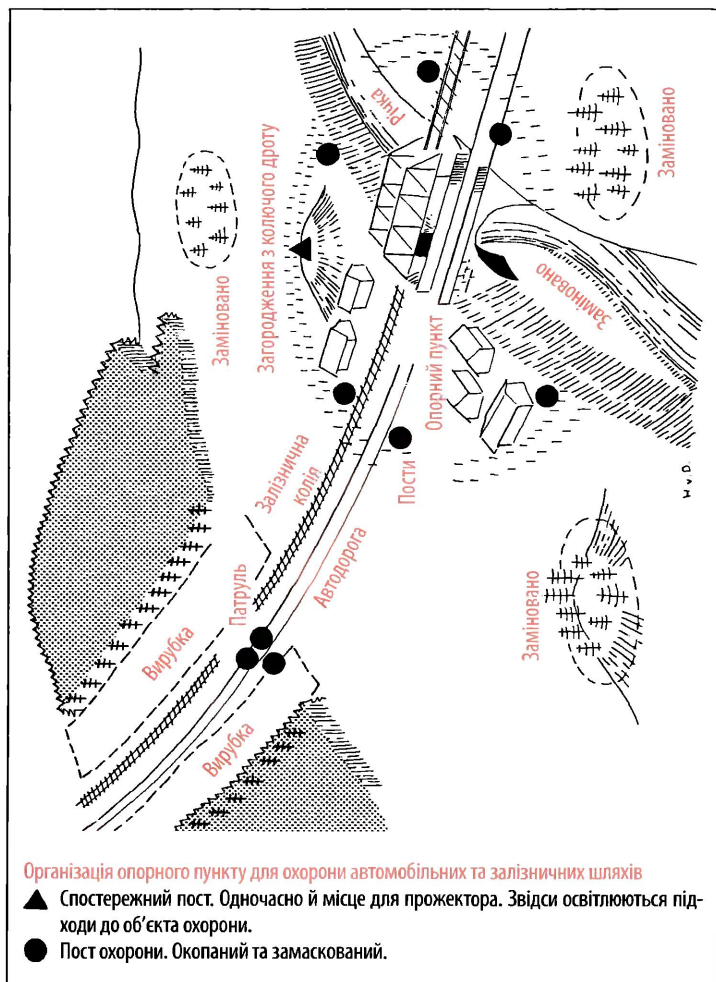 Річка
Заміновано
Заміновано
Загородження з колючого дроту
Заміновано
Опорний пункт
Залізнична
колія
Пости
Автодорога
Патруль
Вирубка
Вирубка
Заміновано
H.v.D.
Організація опорного пункту для охорони автомобільних та залізничних шляхів
Спостережний пост. Одночасно й місце для прожектора. Звідси освітлюються під-
ходи до об’єкта охорони.
Пост охорони. Окопаний та замаскований.